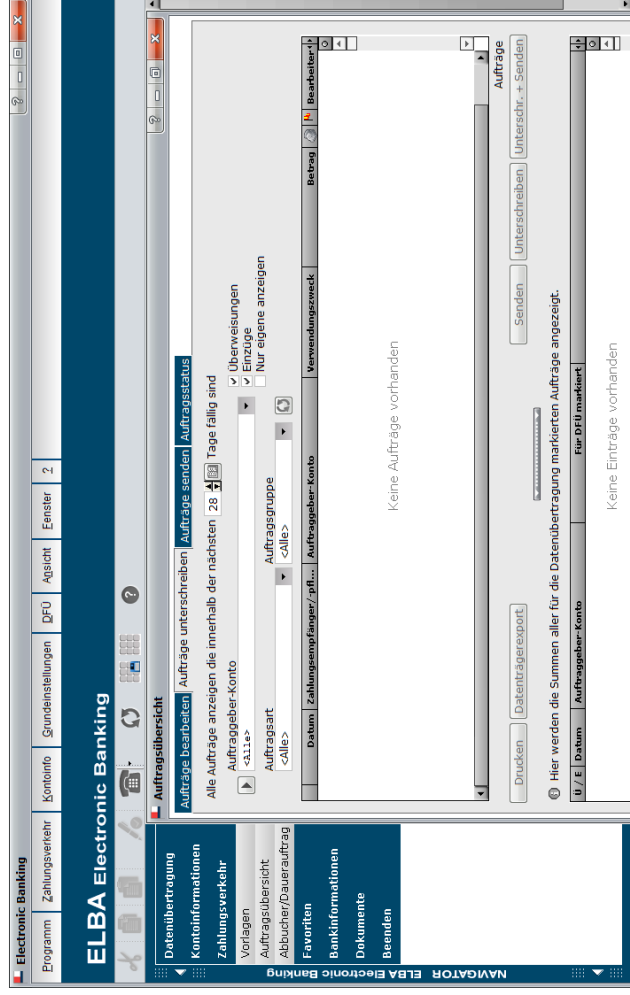 Electronic Banking
Programm Zahlungsverkehr Kontoinfo Grundeinstellungen DFÜ Ansicht Fenster ?
ELBA Electronic Banking
NAVIGATOR ELBA Electronic Banking
Datenübertragung
Kontoinformationen
Zahlungsverkehr
Vorlagen
Auftragsübersicht
Abbucher/Dauerauftrag
Favoriten
Bankinformationen
Dokumente
Beenden
Auftragsübersicht
Aufträge bearbeiten Aufträge unterschreiben Aufträge senden Auftragsstatus
Alle Aufträge anzeigen die innerhalb der nächsten 28 Tage fällig sind
Auftraggeber-Konto
<Alle>
Überweisungen
Einzüge
Nur eigene anzeigen
Auftragsart Auftragsgruppe
<Alle> <Alle>
Datum Zahlungsempfänger/-pfl... Auftraggeber-Konto Verwendungszweck Betrag Bearbeiter
Keine Aufträge vorhanden
Aufträge
Drucken Datenträgerexport Senden Unterschreiben Unterschr. + Senden
Hier werden die Summen aller für die Datenübertragung markierten Aufträge angezeigt.
Ü / E Datum Auftraggeber-Konto Für DFÜ markiert
Keine Einträge vorhanden